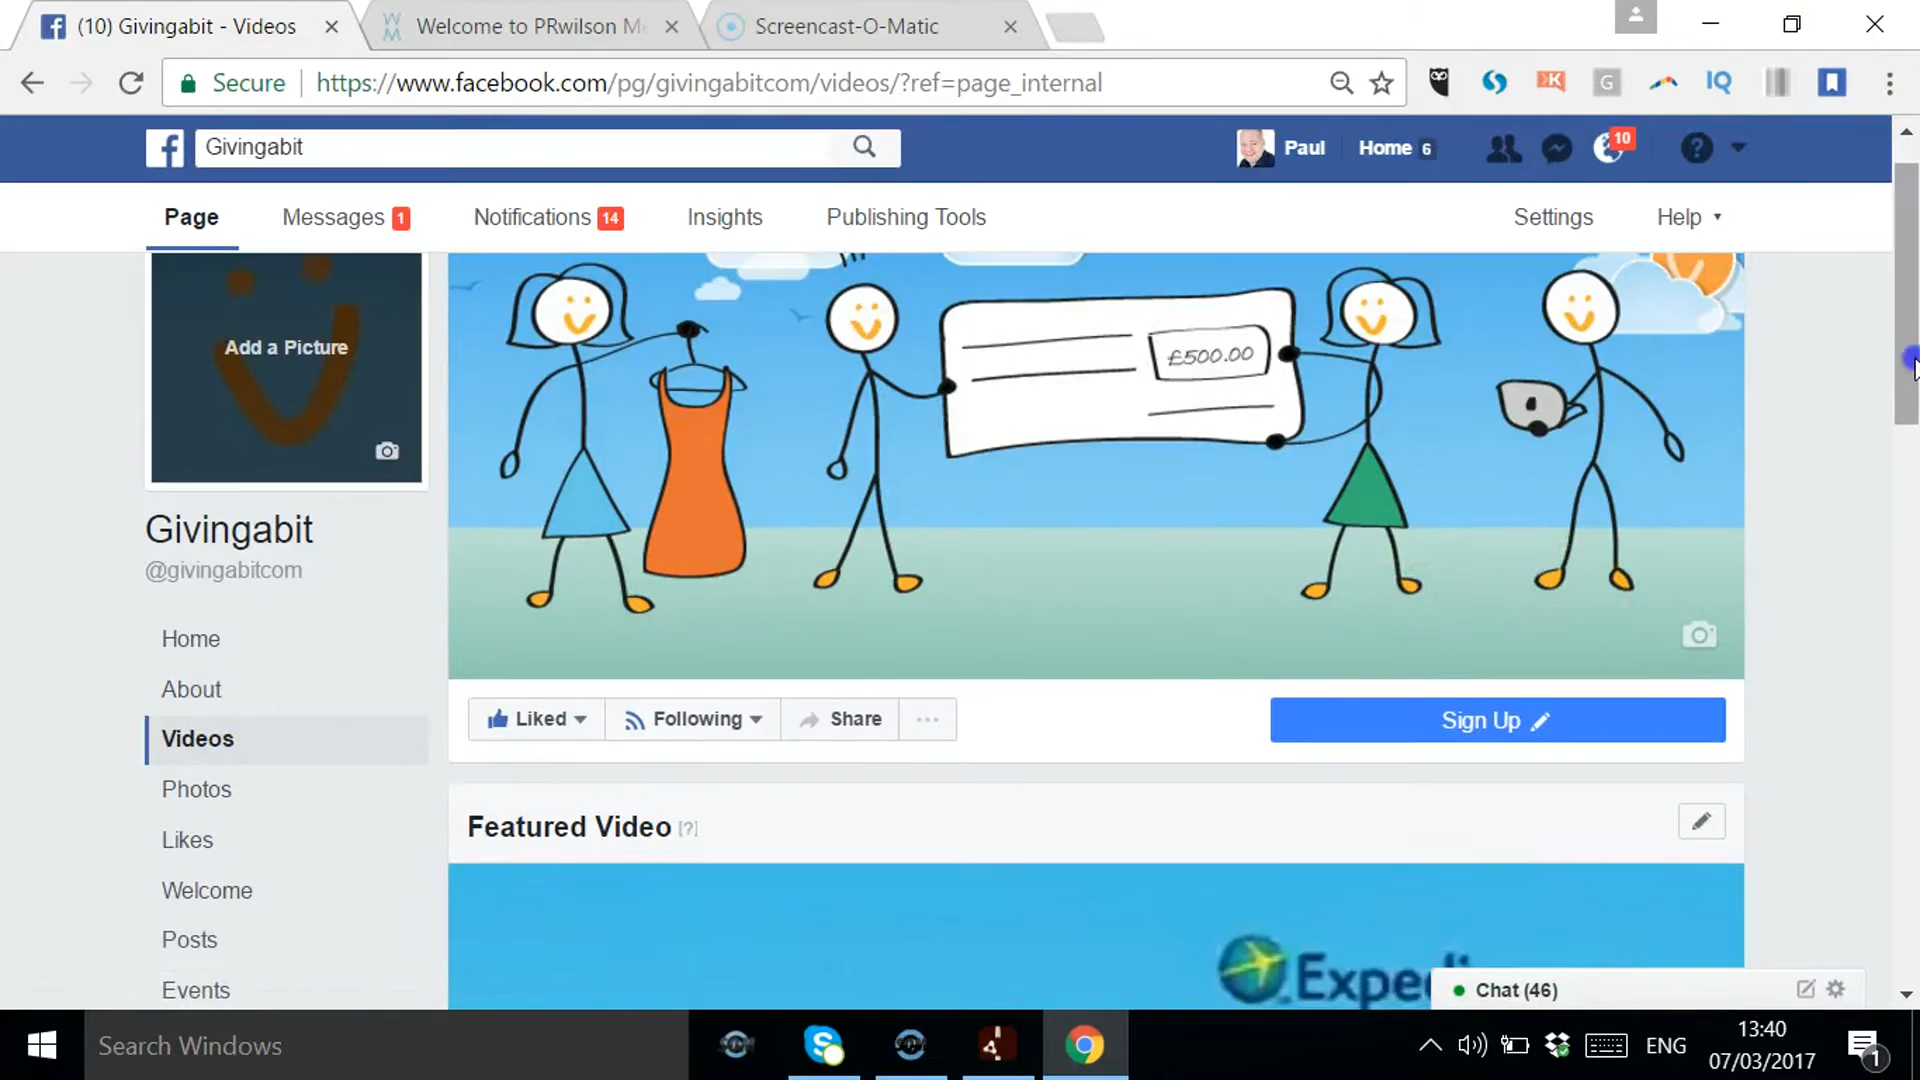 (10) Givingabit - Videos
Welcome to PRwilson Me
Screencast-O-Matic
Secure
https://www.facebook.com/pg/givingabitcom/videos/?ref=page_internal
Givingabit
Paul
Home 6
10
Page
Messages 1
Notifications 14
Insights
Publishing Tools
Settings
Help
Add a Picture
£500.00
Givingabit
@givingabitcom
Home
About
Videos
Photos
Likes
Welcome
Posts
Events
Liked
Following
Share
Sign Up
Featured Video [?]
Expedi
Chat (46)
Search Windows
ENG
13:40
07/03/2017
1